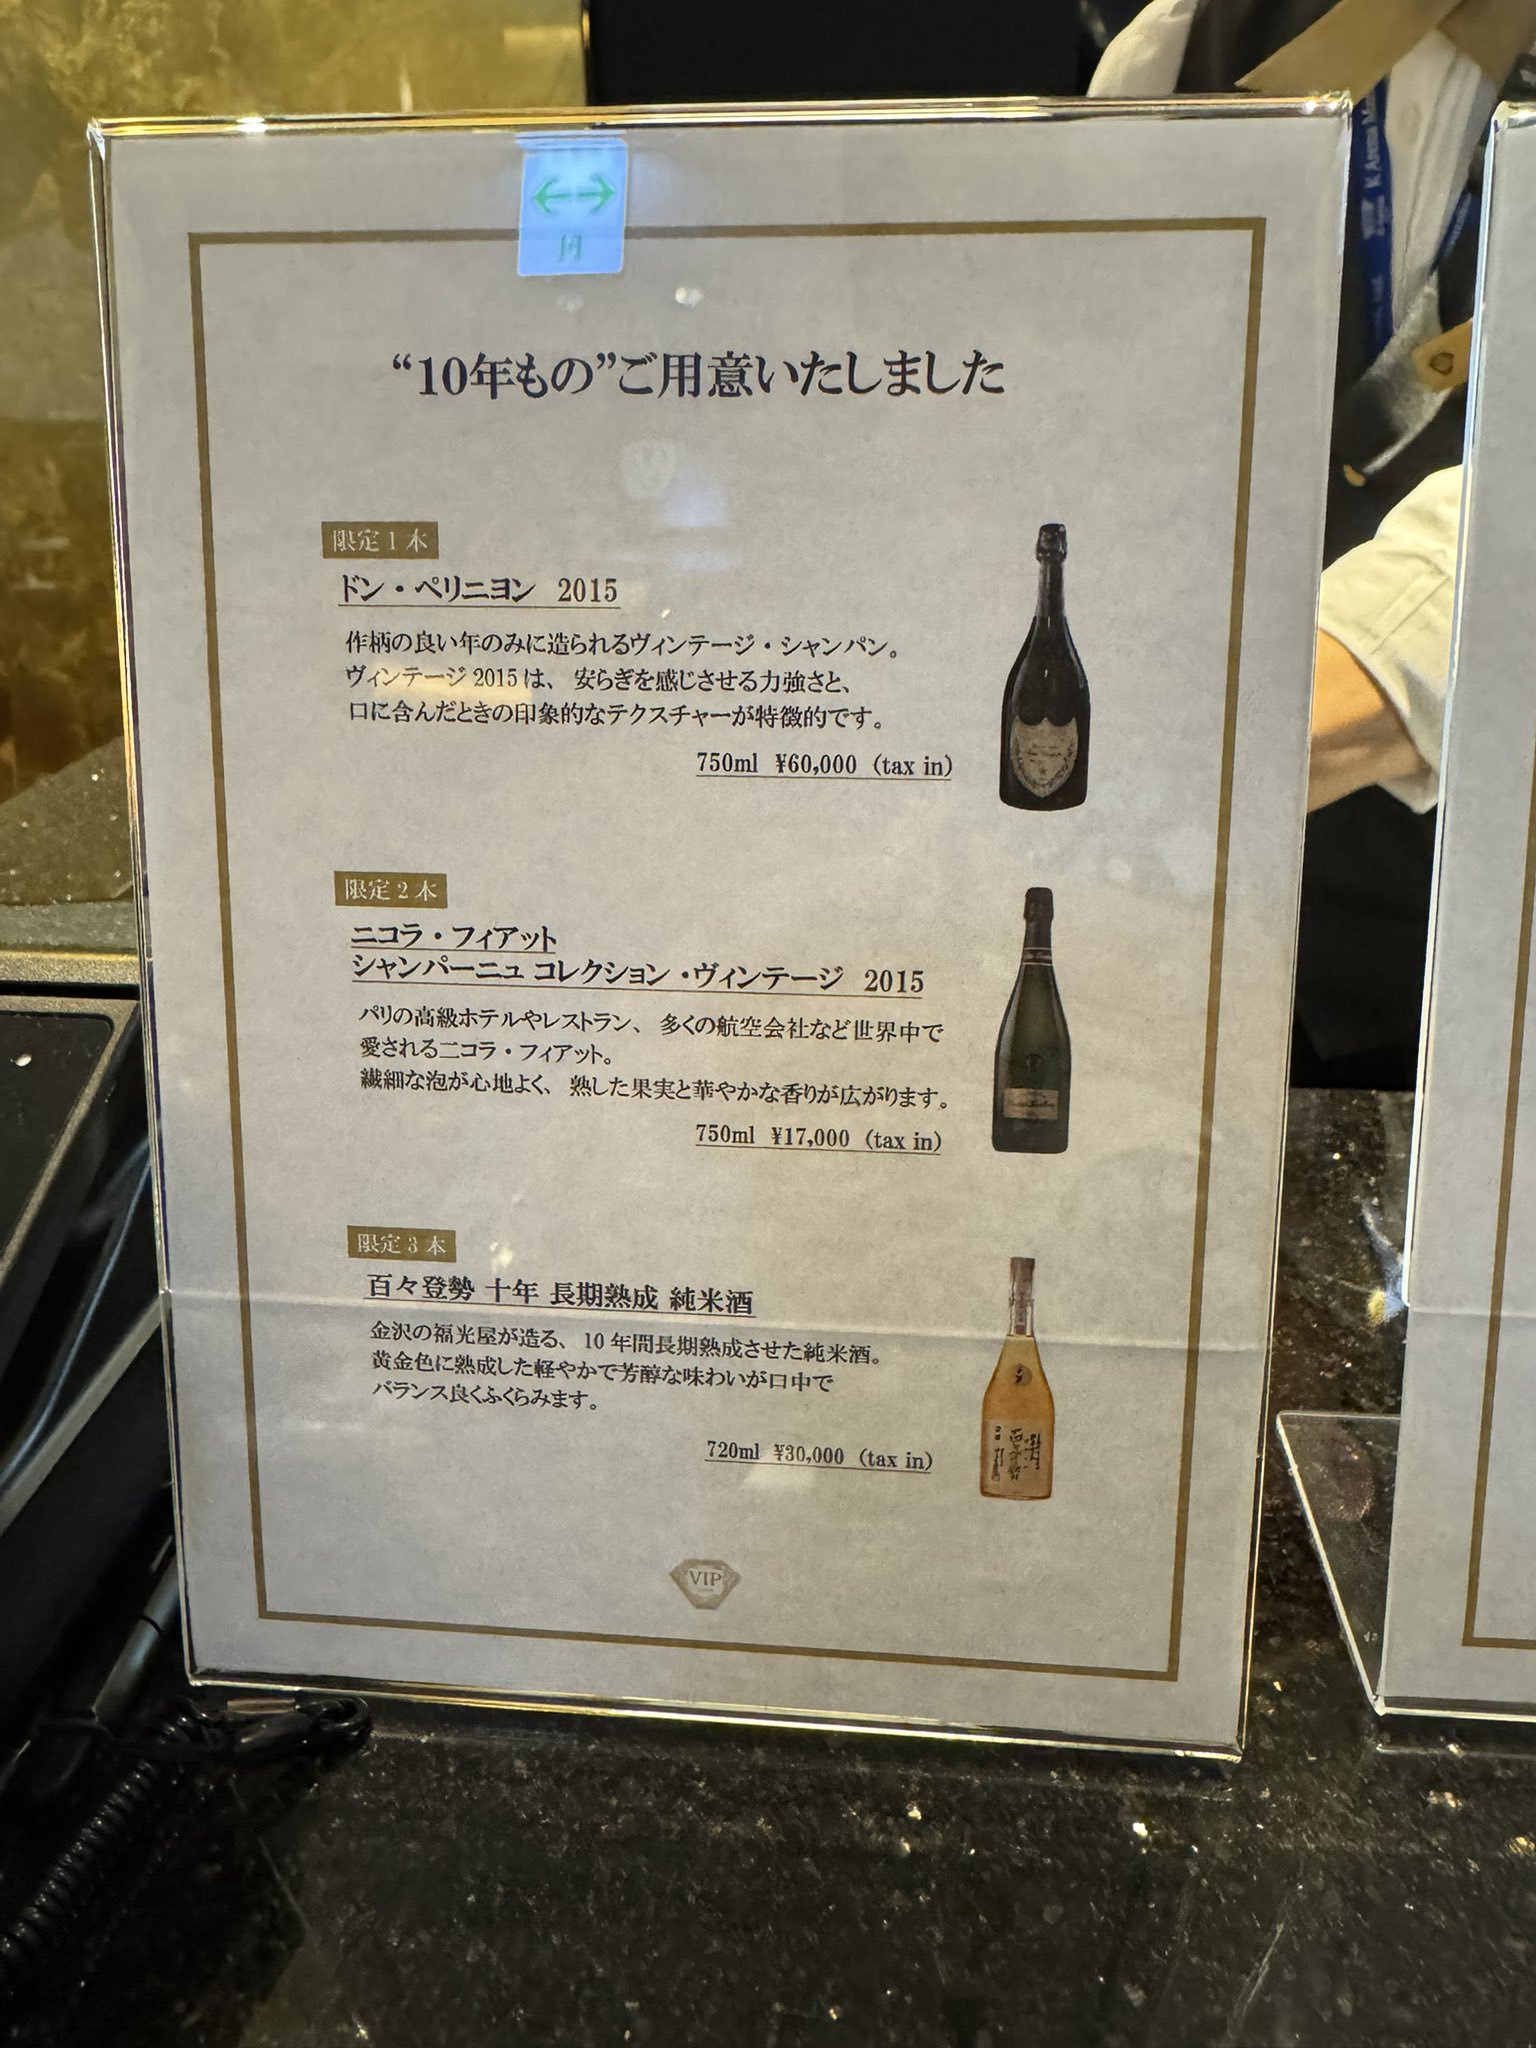 “10年もの”ご用意いたしました
限定1本
ドン・ペリニヨン 2015
作柄の良い年のみに造られるヴィンテージ・シャンパン。
ヴィンテージ2015は、安らぎを感じさせる力強さと、
口に含んだときの印象的なテクスチャーが特徴的です。
750ml ¥60,000 (tax in)
限定2本
ニコラ・フィアット
シャンパーニュ コレクション・ヴィンテージ 2015
パリの高級ホテルやレストラン、多くの航空会社など世界中で
愛されるニコラ・フィアット。
繊細な泡が心地よく、熟した果実と華やかな香りが広がります。
750ml ¥17,000 (tax in)
限定3本
百々登勢 十年 長期熟成 純米酒
金沢の福光屋が造る、10年間長期熟成させた純米酒。
黄金色に熟成した軽やかで芳醇な味わいが口中で
バランス良くふくらみます。
720ml ¥30,000 (tax in)
VIP
K Arena